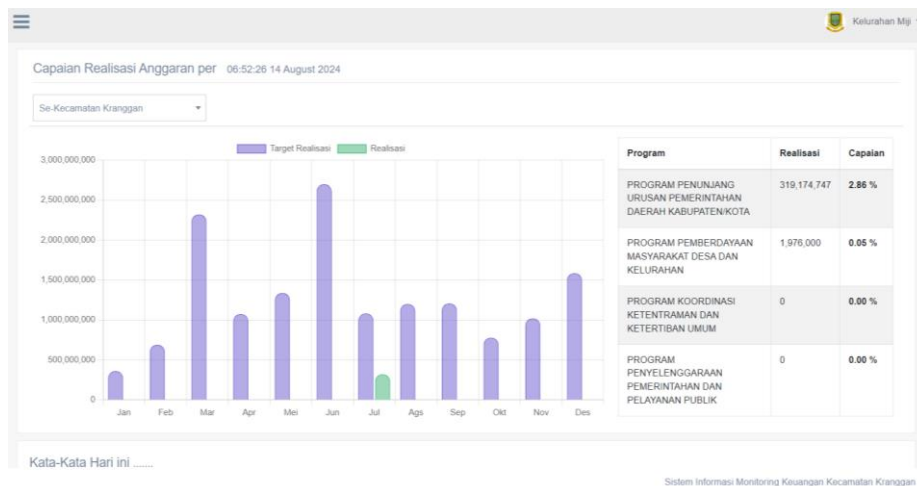 Kelurahan Miji
Capaian Realisasi Anggaran per 06:52:26 14 August 2024
Se-Kecamatan Kranggan
Target Realisasi Realisasi
3,000,000,000
2,500,000,000
2,000,000,000
1,500,000,000
1,000,000,000
500,000,000
0
Jan Feb Mar Apr Mei Jun Jul Ags Sep Okt Nov Des
Program Realisasi Capaian
PROGRAM PENUNJANG 319,174,747 2.86 %
URUSAN PEMERINTAHAN
DAERAH KABUPATEN/KOTA
PROGRAM PEMBERDAYAAN 1,976,000 0.05 %
MASYARAKAT DESA DAN
KELURAHAN
PROGRAM KOORDINASI 0 0.00 %
KETENTRAMAN DAN
KETERTIBAN UMUM
PROGRAM 0 0.00 %
PENYELENGGARAAN
PEMERINTAHAN DAN
PELAYANAN PUBLIK
Kata-Kata Hari ini ......
Sistem Informasi Monitoring Keuangan Kecamatan Kranggan